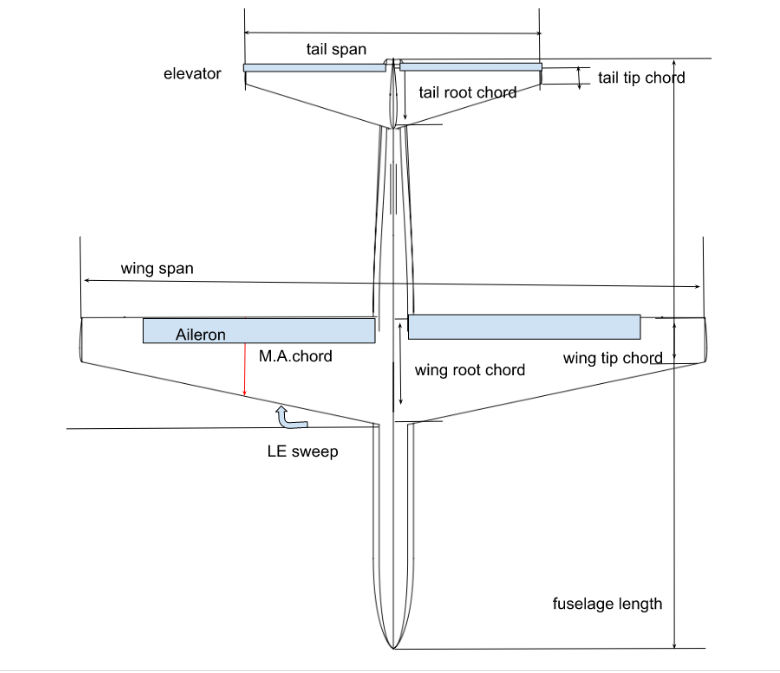 tail span
elevator
tail tip chord
tail root chord
wing span
Aileron
M.A.chord
wing tip chord
wing root chord
LE sweep
fuselage length